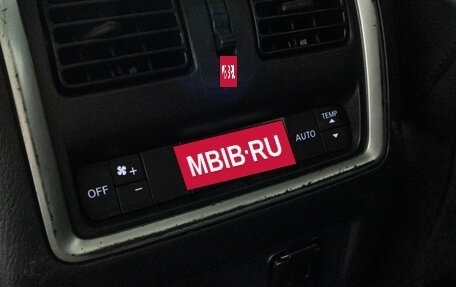 MBIB·RU
TEMP
AUTO
OFF
+
−